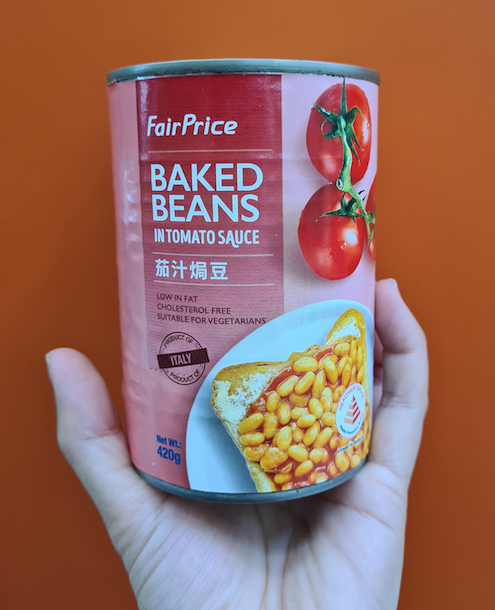 FairPrice
BAKED
BEANS
IN TOMATO SAUCE
茄汁焗豆
LOW IN FAT
CHOLESTEROL FREE
SUITABLE FOR VEGETARIANS
PRODUCT OF
ITALY
PRODUCT OF
Net Wt.:
420g